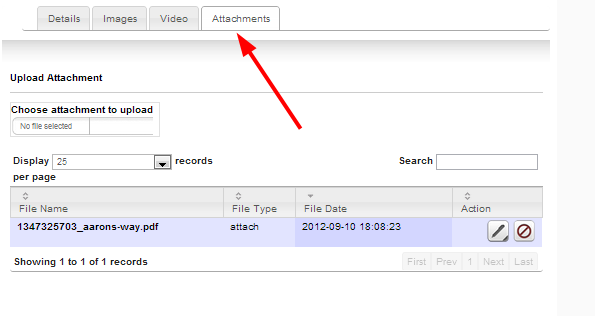 Details Images Video Attachments
Upload Attachment
Choose attachment to upload
No file selected
Display 25 records Search
per page
File Name File Type File Date Action
1347325703_aarons-way.pdf attach 2012-09-10 18:08:23
Showing 1 to 1 of 1 records First Prev 1 Next Last